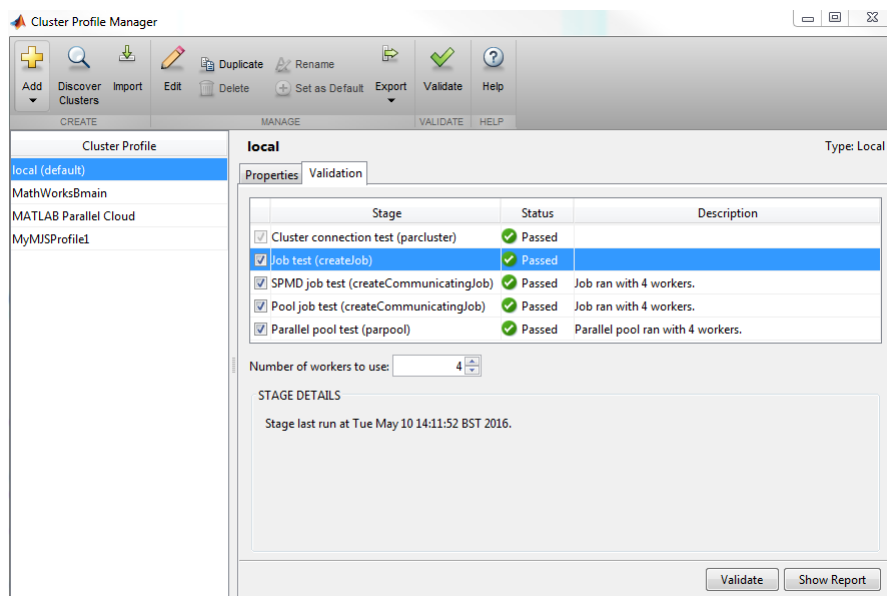 Cluster Profile Manager
Add
Discover Clusters
Import
Edit
Duplicate
Delete
Rename
Set as Default
Export
Validate
Help
CREATE
MANAGE
VALIDATE
HELP
Cluster Profile
local (default)
MathWorksBmain
MATLAB Parallel Cloud
MyMJSProfile1
local
Type: Local
Properties
Validation
Stage Status Description
Cluster connection test (parcluster) Passed
Job test (createJob) Passed
SPMD job test (createCommunicatingJob) Passed Job ran with 4 workers.
Pool job test (createCommunicatingJob) Passed Job ran with 4 workers.
Parallel pool test (parpool) Passed Parallel pool ran with 4 workers.
Number of workers to use: 4
STAGE DETAILS
Stage last run at Tue May 10 14:11:52 BST 2016.
Validate
Show Report